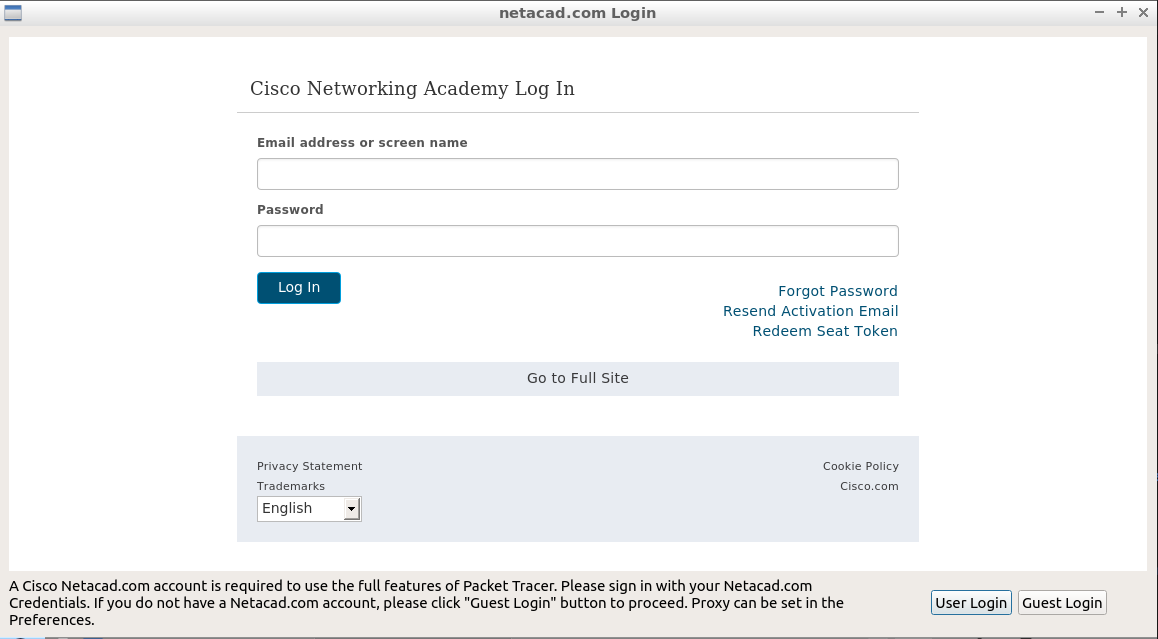 netacad.com Login
Cisco Networking Academy Log In
Email address or screen name
Password
Log In
Forgot Password
Resend Activation Email
Redeem Seat Token
Go to Full Site
Privacy Statement
Cookie Policy
Trademarks
Cisco.com
English
A Cisco Netacad.com account is required to use the full features of Packet Tracer. Please sign in with your Netacad.com
Credentials. If you do not have a Netacad.com account, please click "Guest Login" button to proceed. Proxy can be set in the
Preferences.
User Login
Guest Login